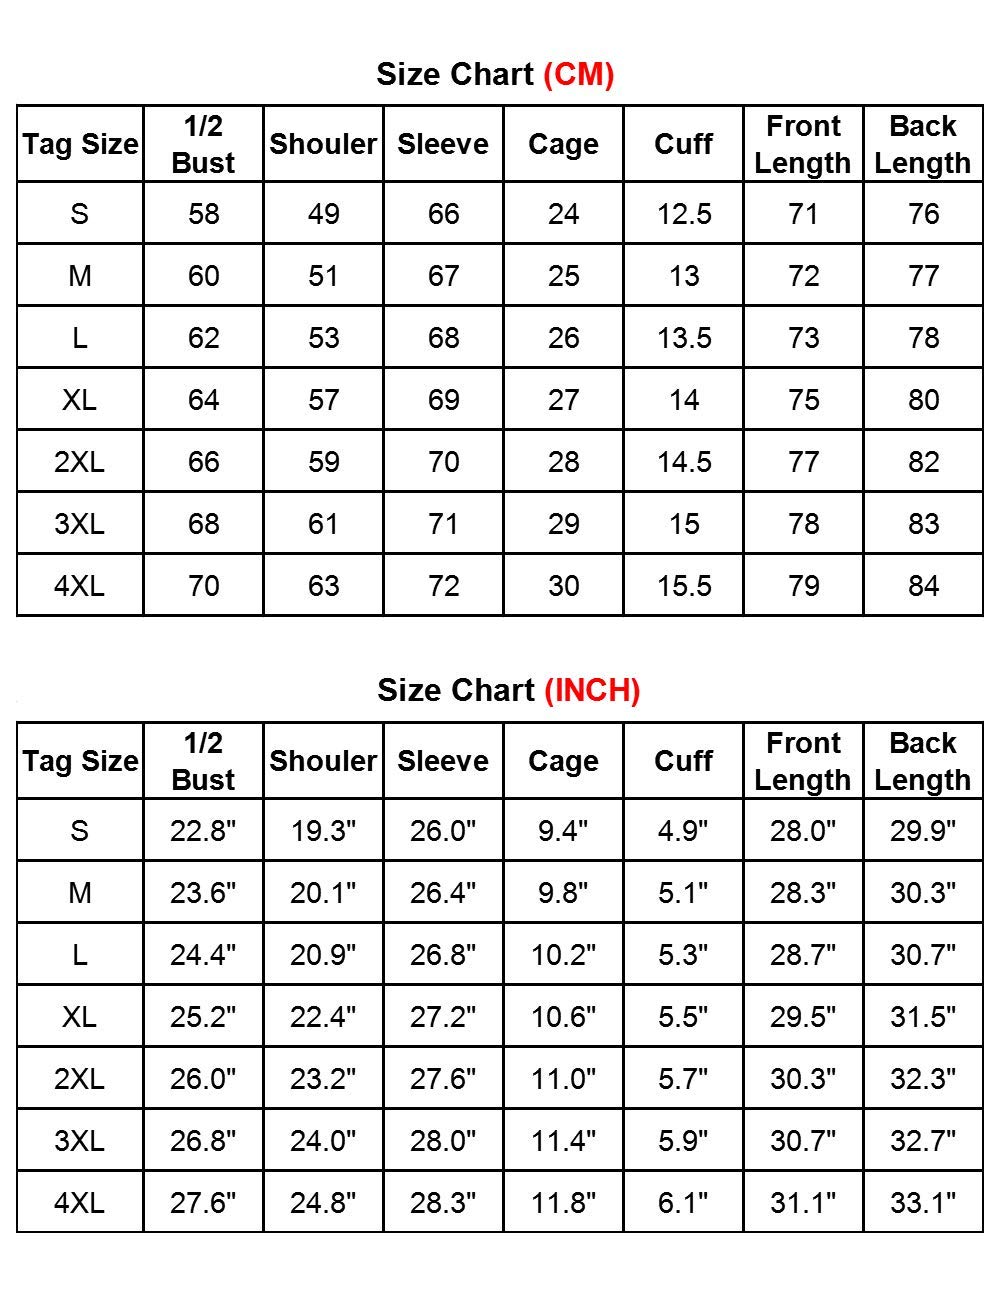 Size Chart (CM)
Tag Size 1/2 Bust Shouler Sleeve Cage Cuff Front Length Back Length
S 58 49 66 24 12.5 71 76
M 60 51 67 25 13 72 77
L 62 53 68 26 13.5 73 78
XL 64 57 69 27 14 75 80
2XL 66 59 70 28 14.5 77 82
3XL 68 61 71 29 15 78 83
4XL 70 63 72 30 15.5 79 84
Size Chart (INCH)
Tag Size 1/2 Bust Shouler Sleeve Cage Cuff Front Length Back Length
S 22.8" 19.3" 26.0" 9.4" 4.9" 28.0" 29.9"
M 23.6" 20.1" 26.4" 9.8" 5.1" 28.3" 30.3"
L 24.4" 20.9" 26.8" 10.2" 5.3" 28.7" 30.7"
XL 25.2" 22.4" 27.2" 10.6" 5.5" 29.5" 31.5"
2XL 26.0" 23.2" 27.6" 11.0" 5.7" 30.3" 32.3"
3XL 26.8" 24.0" 28.0" 11.4" 5.9" 30.7" 32.7"
4XL 27.6" 24.8" 28.3" 11.8" 6.1" 31.1" 33.1"